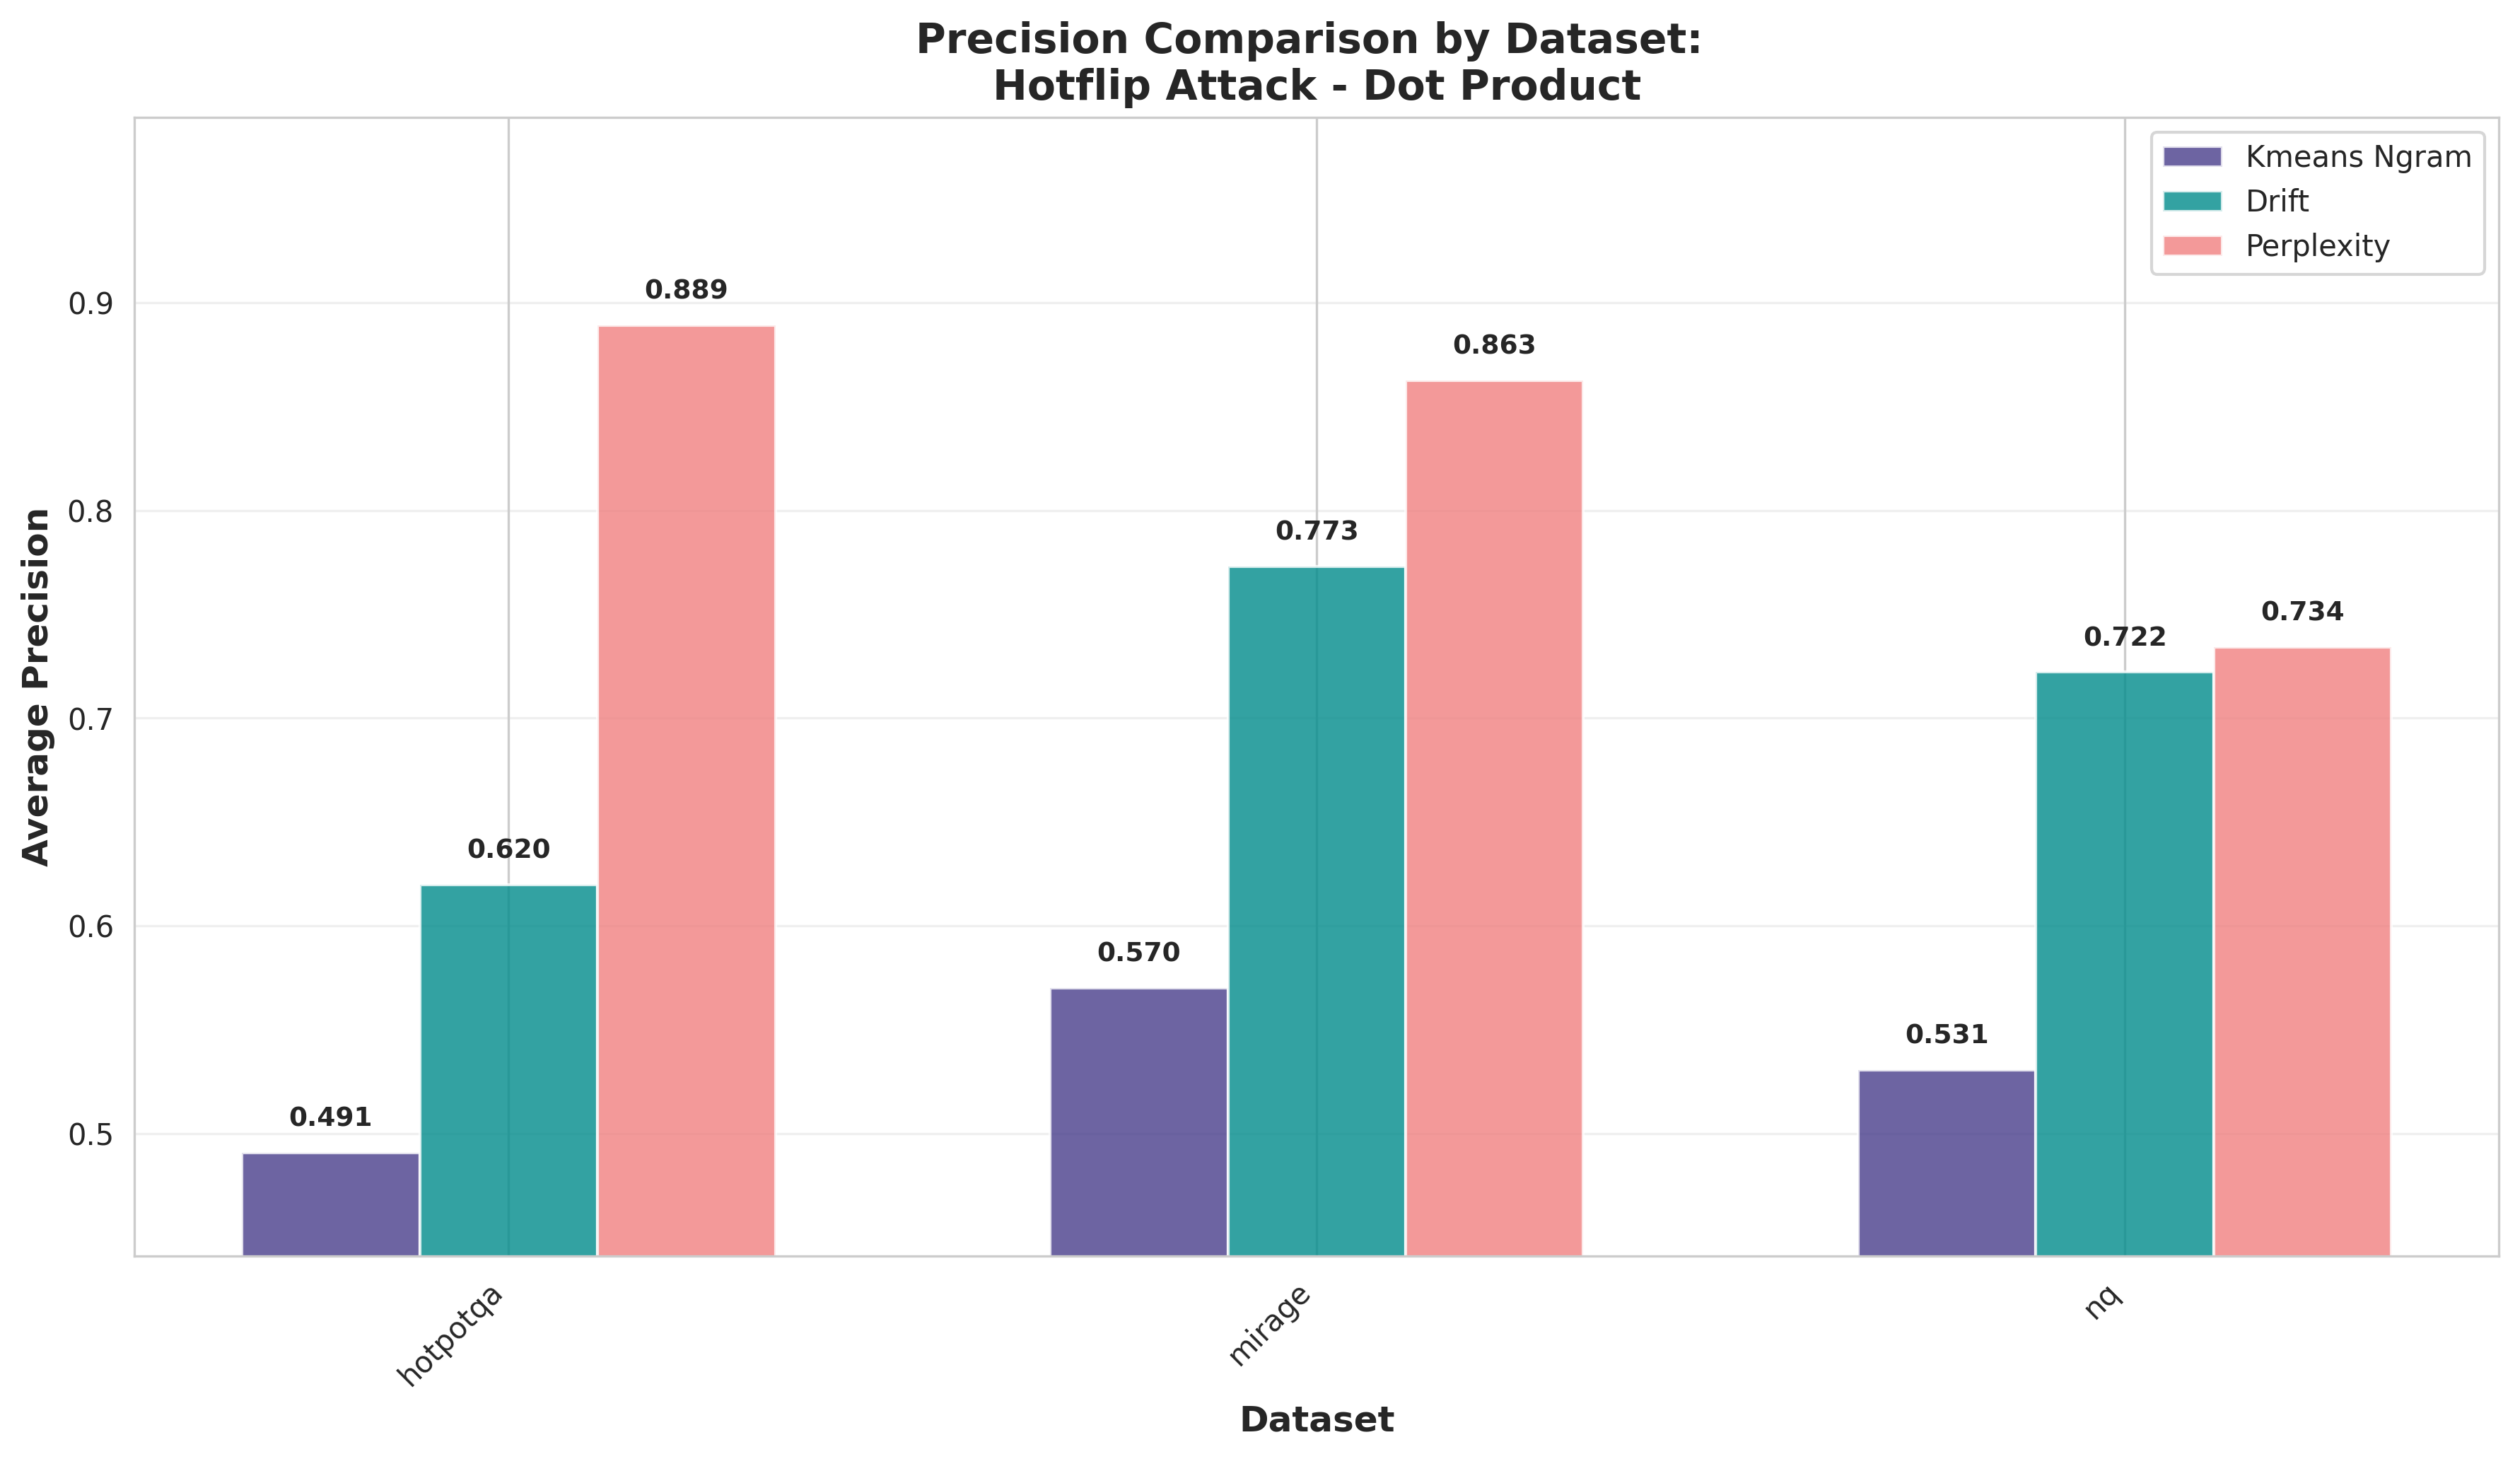 Precision Comparison by Dataset:
Hotflip Attack - Dot Product
Kmeans Ngram
Drift
Perplexity
Average Precision
0.9
0.8
0.7
0.6
0.5
0.491
0.620
0.889
0.570
0.773
0.863
0.531
0.722
0.734
hotpotqa
mirage
nq
Dataset